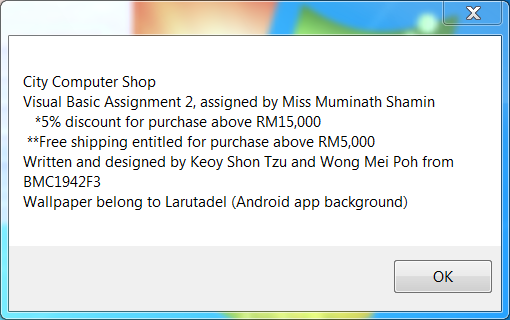 City Computer Shop
Visual Basic Assignment 2, assigned by Miss Muminath Shamin
*5% discount for purchase above RM15,000
**Free shipping entitled for purchase above RM5,000
Written and designed by Keoy Shon Tzu and Wong Mei Poh from
BMC1942F3
Wallpaper belong to Larutadel (Android app background)
OK